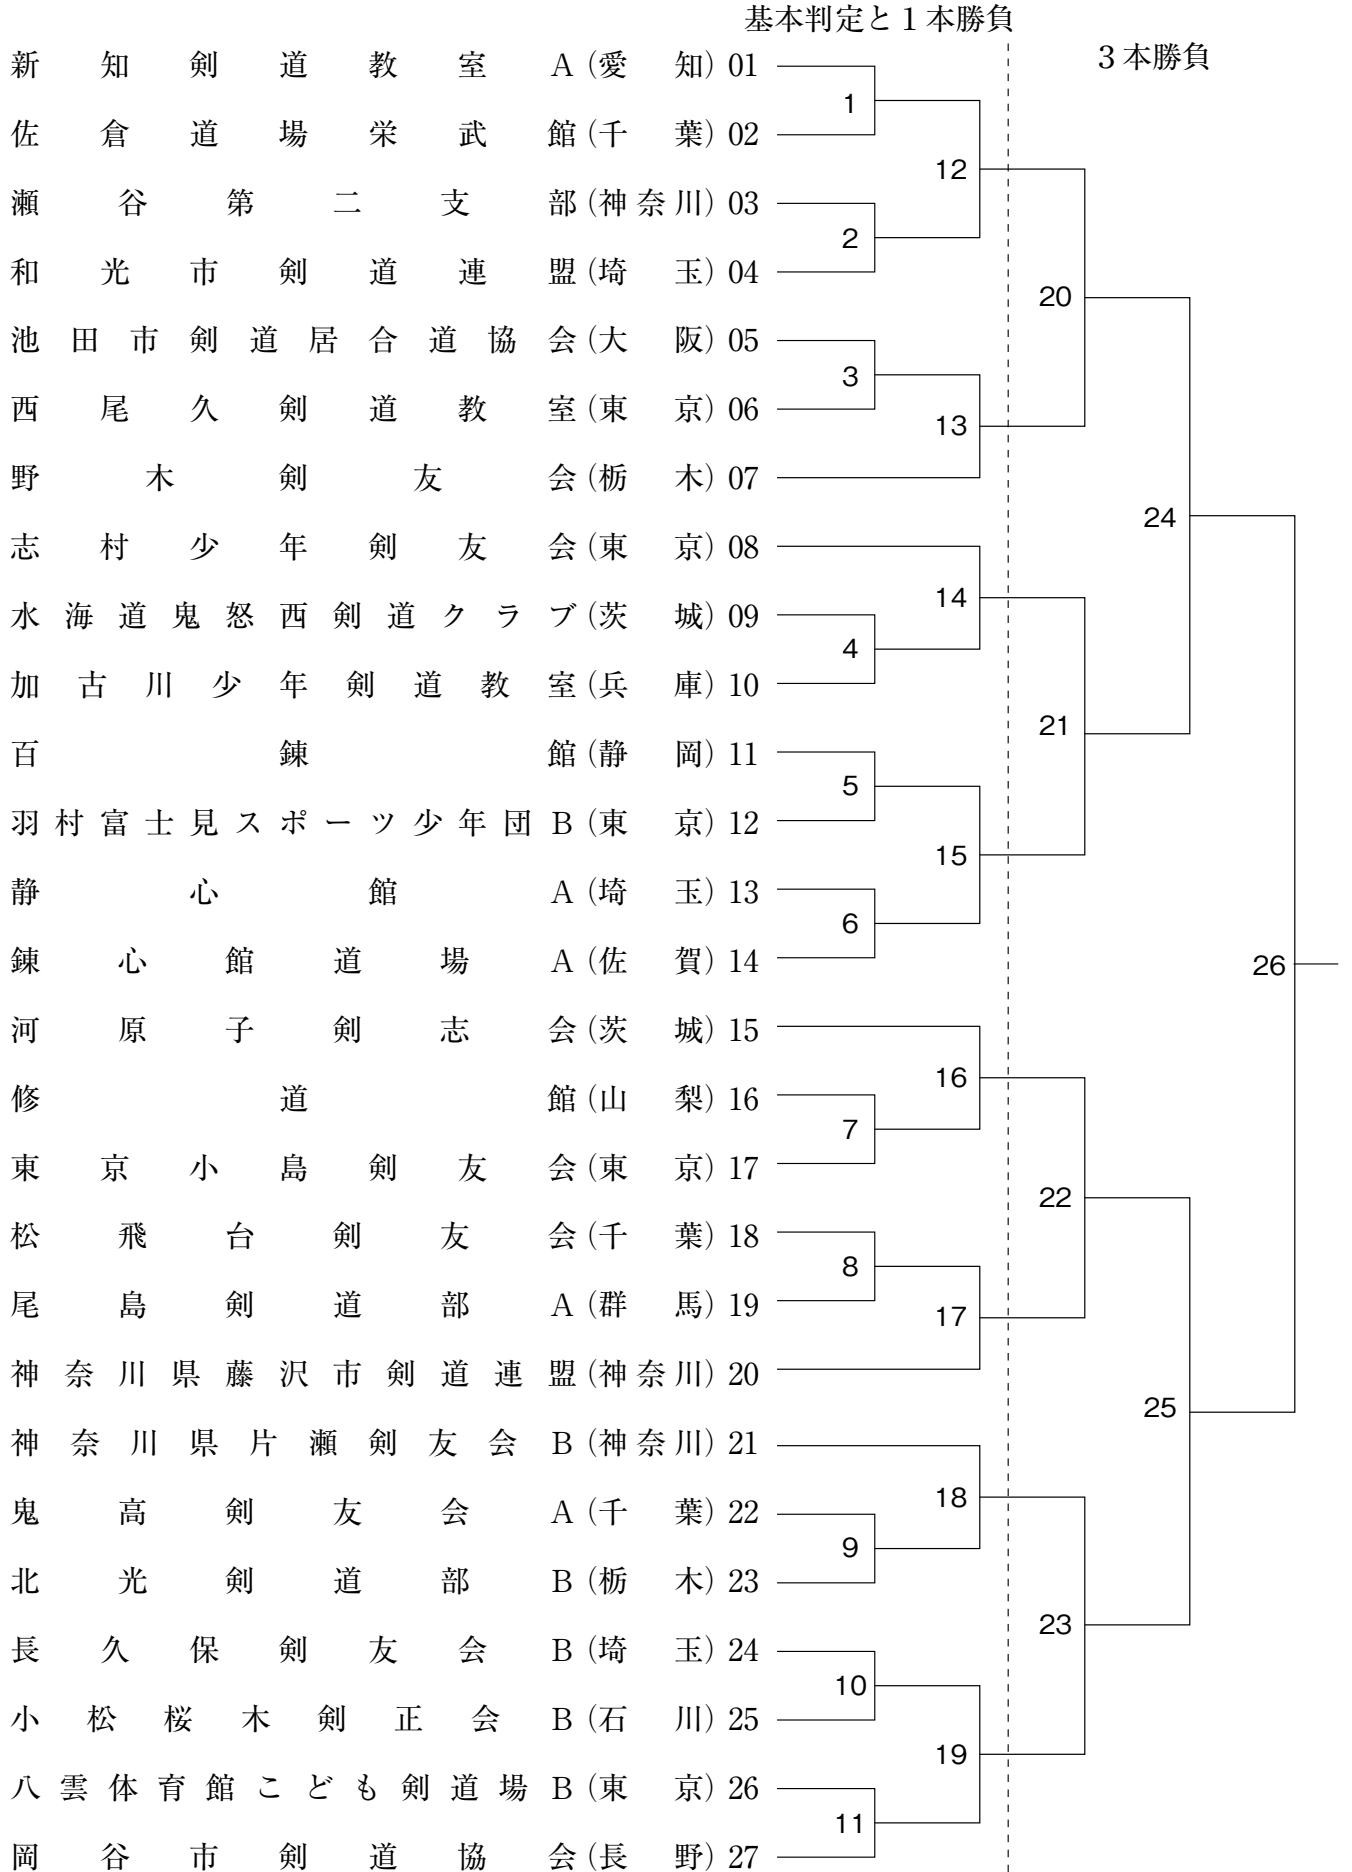 基本判定と１本勝負
３本勝負
新知剣道教室A（愛知）01
佐倉道場栄武館（千葉）02
瀬谷第二支部（神奈川）03
和光市剣道連盟（埼玉）04
池田市剣道居合道協会（大阪）05
西尾久剣道教室（東京）06
野木剣友会（栃木）07
志村少年剣友会（東京）08
水海道鬼怒西剣道クラブ（茨城）09
加古川少年剣道教室（兵庫）10
百錬館（静岡）11
羽村富士見スポーツ少年団B（東京）12
静心館A（埼玉）13
錬心館道場A（佐賀）14
河原子剣志会（茨城）15
修道館（山梨）16
東京小島剣友会（東京）17
松飛台剣友会（千葉）18
尾島剣道部A（群馬）19
神奈川県藤沢市剣道連盟（神奈川）20
神奈川県片瀬剣友会B（神奈川）21
鬼高剣友会A（千葉）22
北光剣道部B（栃木）23
長久保剣友会B（埼玉）24
小松桜木剣正会B（石川）25
八雲体育館こども剣道場B（東京）26
岡谷市剣道協会（長野）27
1
2
3
4
5
6
7
8
9
10
11
12
13
14
15
16
17
18
19
20
21
22
23
24
25
26